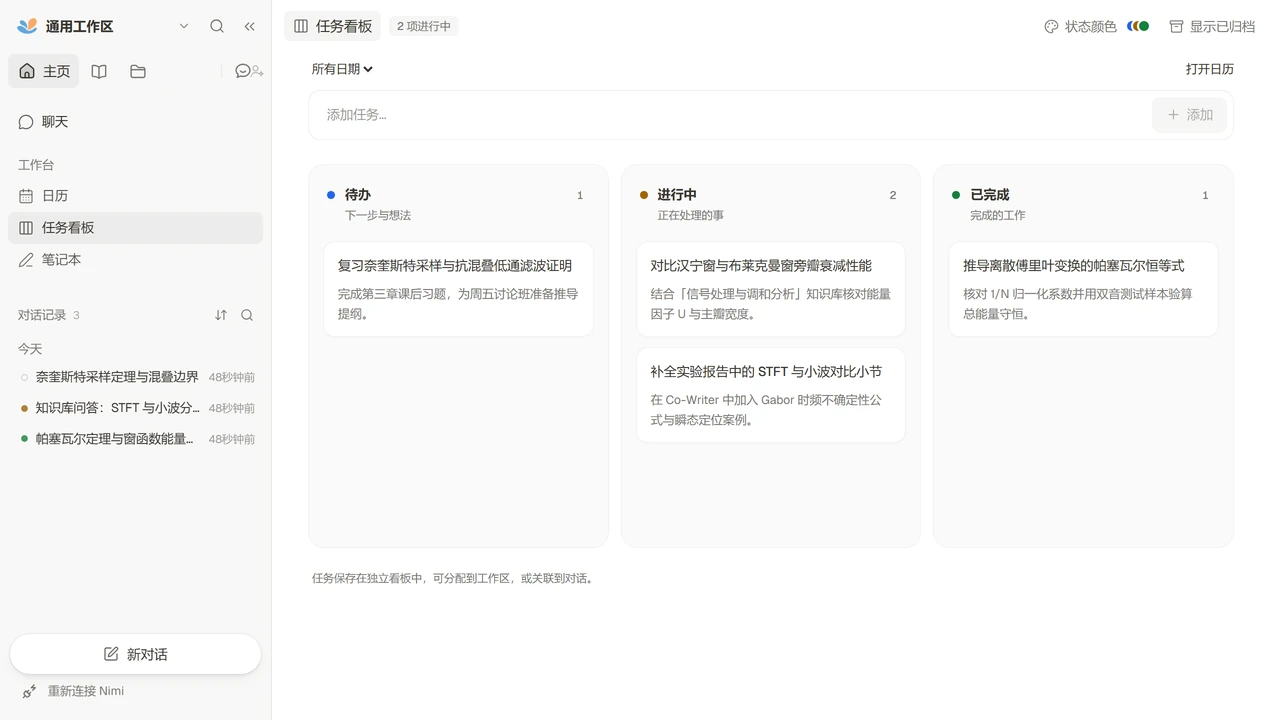 通用工作区
主页
聊天
工作台
日历
任务看板
笔记本
对话记录 3
今天
奈奎斯特采样定理与混叠边界 48秒钟前
知识库问答：STFT 与小波分... 48秒钟前
帕塞瓦尔定理与窗函数能量... 48秒钟前
新对话
重新连接 Nimi
任务看板 2 项进行中
状态颜色 显示已归档
所有日期 打开日历
添加任务... 添加
待办 1
下一步与想法
复习奈奎斯特采样与抗混叠低通滤波证明
完成第三章课后习题，为周五讨论班准备推导
提纲。
进行中 2
正在处理的事
对比汉宁窗与布莱克曼窗旁瓣衰减性能
结合「信号处理与调和分析」知识库核对能量
因子 U 与主瓣宽度。
补全实验报告中的 STFT 与小波对比小节
在 Co-Writer 中加入 Gabor 时频不确定性公
式与瞬态定位案例。
已完成 1
完成的工作
推导离散傅里叶变换的帕塞瓦尔恒等式
核对 1/N 归一化系数并用双音测试样本验算
总能量守恒。
任务保存在独立看板中，可分配到工作区，或关联到对话。